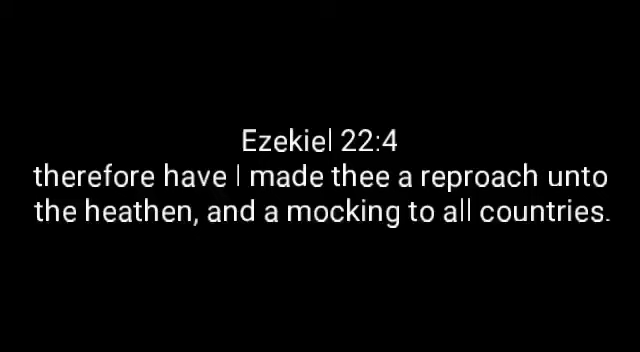 Ezekiel 22:4
therefore have I made thee a reproach unto
the heathen, and a mocking to all countries.